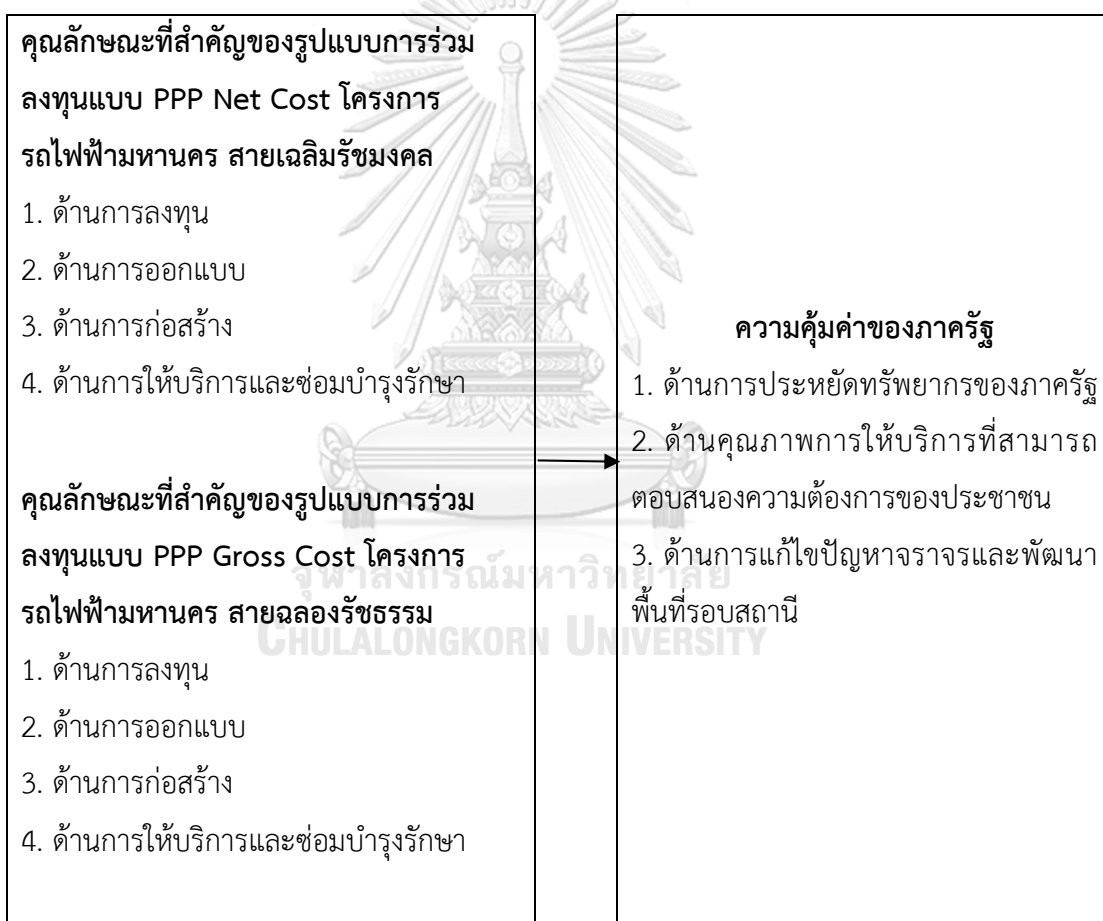 คุณลักษณะที่สำคัญของรูปแบบการร่วม
ลงทุนแบบ PPP Net Cost โครงการ
รถไฟฟ้ามหานคร สายเฉลิมรัชมงคล
1. ด้านการลงทุน
2. ด้านการออกแบบ
3. ด้านการก่อสร้าง
4. ด้านการให้บริการและซ่อมบำรุงรักษา
คุณลักษณะที่สำคัญของรูปแบบการร่วม
ลงทุนแบบ PPP Gross Cost โครงการ
รถไฟฟ้ามหานคร สายฉลองรัชธรรม
1. ด้านการลงทุน
2. ด้านการออกแบบ
3. ด้านการก่อสร้าง
4. ด้านการให้บริการและซ่อมบำรุงรักษา
ความคุ้มค่าของภาครัฐ
1. ด้านการประหยัดทรัพยากรของภาครัฐ
2. ด้านคุณภาพการให้บริการที่สามารถ
ตอบสนองความต้องการของประชาชน
3. ด้านการแก้ไขปัญหาจราจรและพัฒนา
พื้นที่รอบสถานี
จุฬาลงกรณ์มหาวิทยาลัย
CHULALONGKORN UNIVERSITY